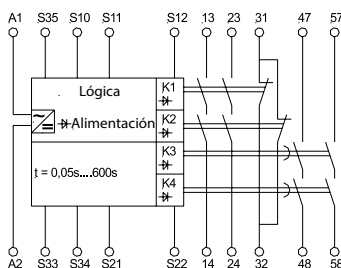 A1 S35 S10 S11 S12 13 23 31 47 57
Lógica
K1
Alimentación
K2
K3
t = 0,05s....600s
K4
A2 S33 S34 S21 S22 14 24 32 48 58